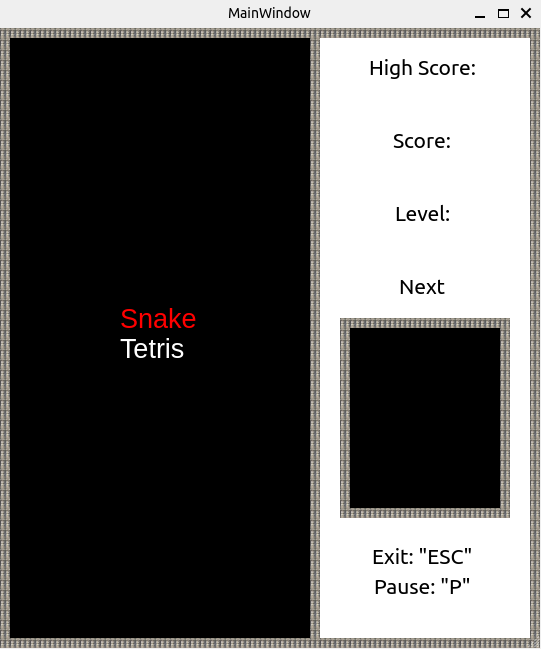 MainWindow
Snake
Tetris
High Score:
Score:
Level:
Next
Exit: "ESC"
Pause: "P"